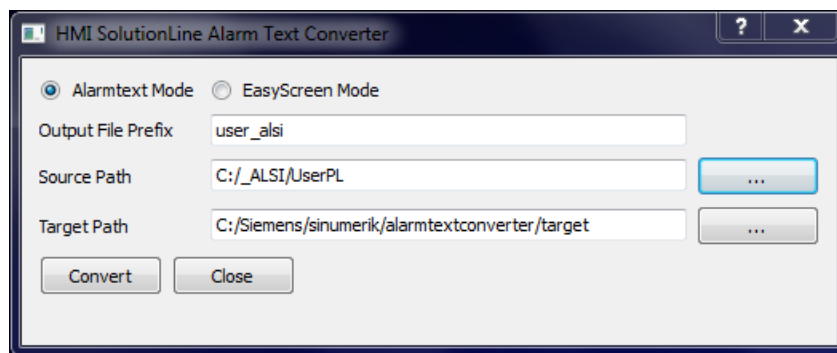 HMI SolutionLine Alarm Text Converter
? X
Alarmtext Mode EasyScreen Mode
Output File Prefix user_alsi
Source Path C:/_ALSI/UserPL ...
Target Path C:/Siemens/sinumerik/alarmtextconverter/target ...
Convert Close